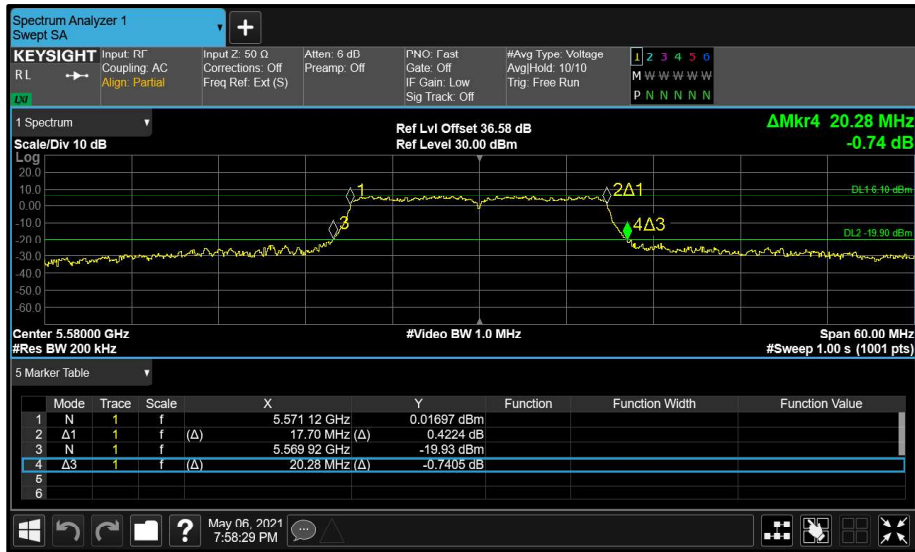 Spectrum Analyzer 1
Swept SA
+
KEYSIGHT
RL
LXI
Input: RF
Coupling: AC
Align: Partial
Input Z: 50 Ω
Corrections: Off
Freq Ref: Ext (S)
Atten: 6 dB
Preamp: Off
PNO: Fast
Gate: Off
IF Gain: Low
Sig Track: Off
#Avg Type: Voltage
Avg|Hold: 10/10
Trig: Free Run
1 2 3 4 5 6
M W W W W W
P N N N N N
1 Spectrum
Scale/Div 10 dB
Log
Ref Lvl Offset 36.58 dB
Ref Level 30.00 dBm
ΔMkr4 20.28 MHz
-0.74 dB
20.0
10.0
0.00
-10.0
-20.0
-30.0
-40.0
-50.0
-60.0
1
2Δ1
3
4Δ3
DL1 6.10 dBm
DL2 -19.90 dBm
Center 5.58000 GHz
#Res BW 200 kHz
#Video BW 1.0 MHz
Span 60.00 MHz
#Sweep 1.00 s (1001 pts)
5 Marker Table
Mode Trace Scale X Y Function Function Width Function Value
1 N 1 f 5.571 12 GHz 0.01697 dBm
2 Δ1 1 f (Δ) 17.70 MHz (Δ) 0.4224 dB
3 N 1 f 5.569 92 GHz -19.93 dBm
4 Δ3 1 f (Δ) 20.28 MHz (Δ) -0.7405 dB
5
6
?
May 06, 2021
7:58:29 PM